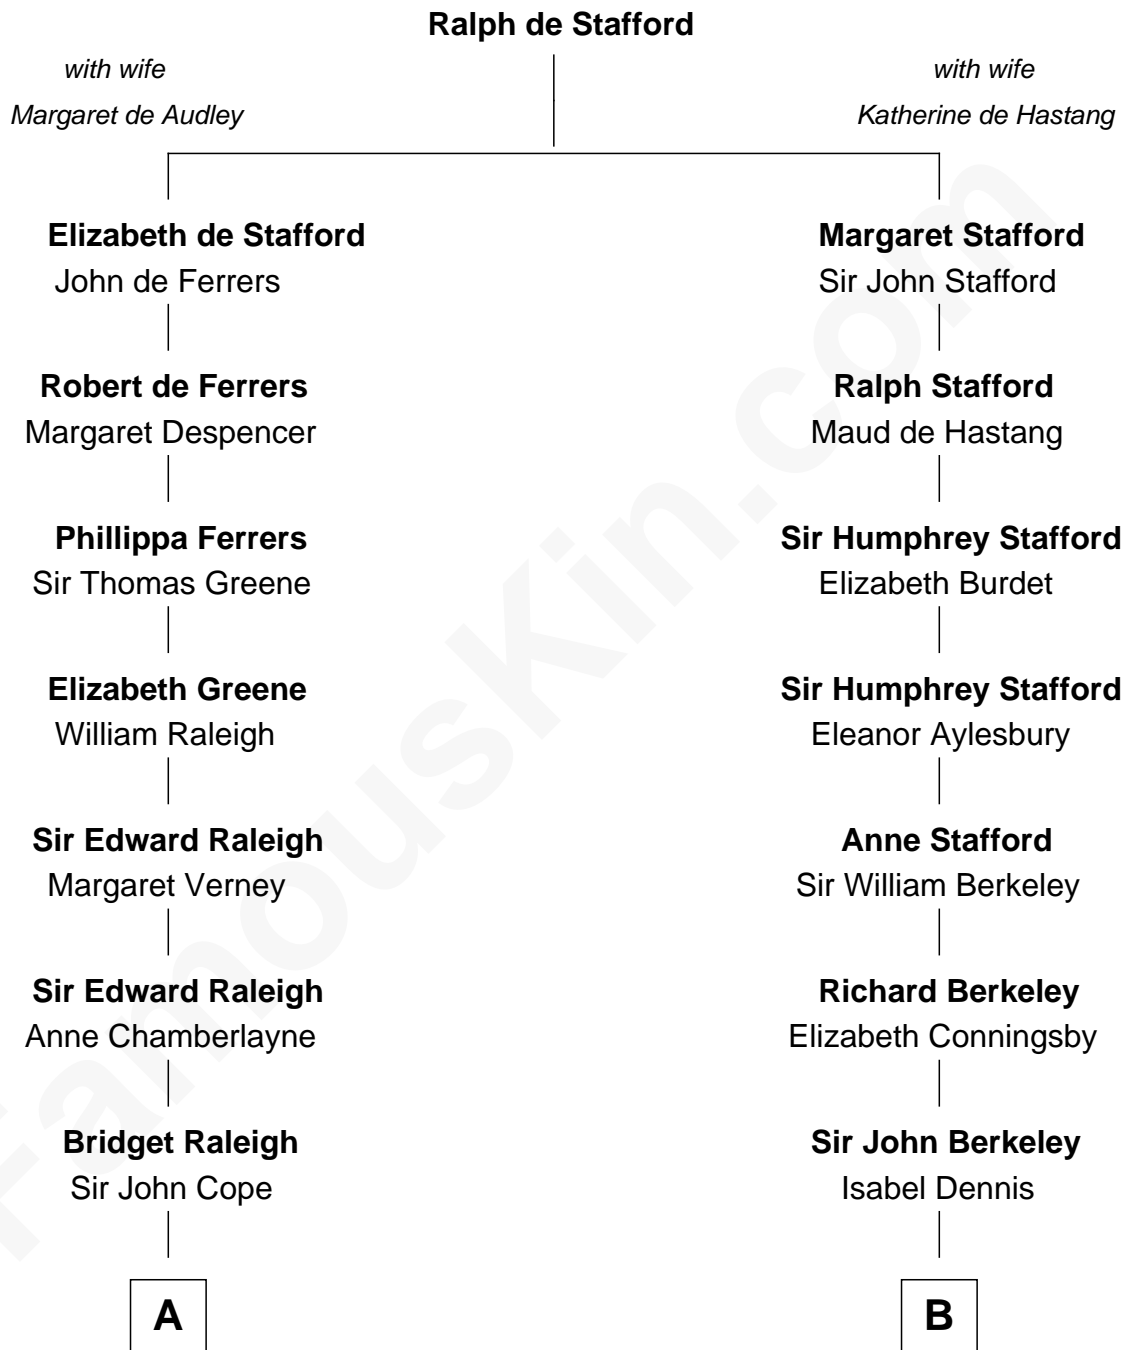 Ralph de Stafford
with wife
Margaret de Audley
with wife
Katherine de Hastang
Elizabeth de Stafford
John de Ferrers
Margaret Stafford
Sir John Stafford
Robert de Ferrers
Margaret Despencer
Ralph Stafford
Maud de Hastang
Phillippa Ferrers
Sir Thomas Greene
Sir Humphrey Stafford
Elizabeth Burdet
Elizabeth Greene
William Raleigh
Sir Humphrey Stafford
Eleanor Aylesbury
Sir Edward Raleigh
Margaret Verney
Anne Stafford
Sir William Berkeley
Sir Edward Raleigh
Anne Chamberlayne
Richard Berkeley
Elizabeth Conningsby
Bridget Raleigh
Sir John Cope
Sir John Berkeley
Isabel Dennis
A
B
FamousKin.com